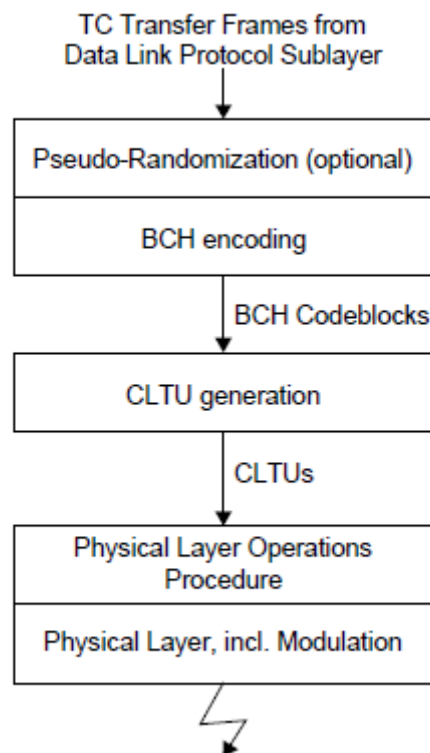 TC Transfer Frames from
Data Link Protocol Sublayer
Pseudo-Randomization (optional)
BCH encoding
BCH Codeblocks
CLTU generation
CLTUs
Physical Layer Operations
Procedure
Physical Layer, incl. Modulation